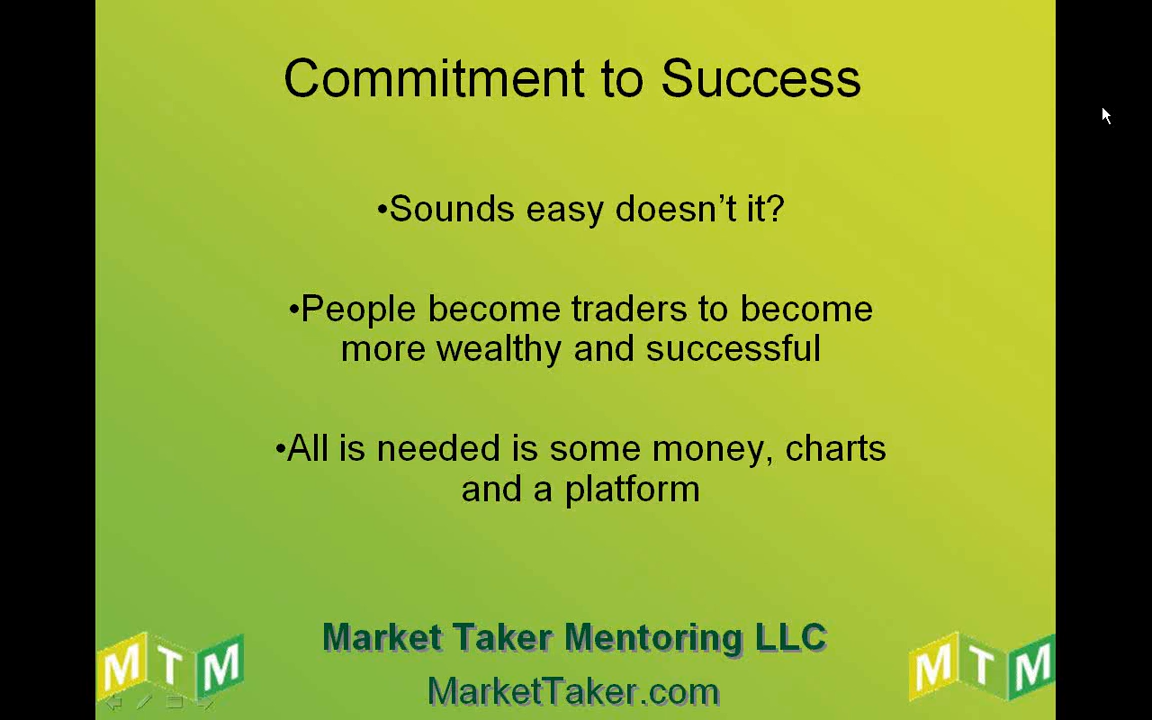 Commitment to Success
•Sounds easy doesn't it?
•People become traders to become
more wealthy and successful
•All is needed is some money, charts
and a platform
Market Taker Mentoring LLC
MarketTaker.com
MTM
MTM